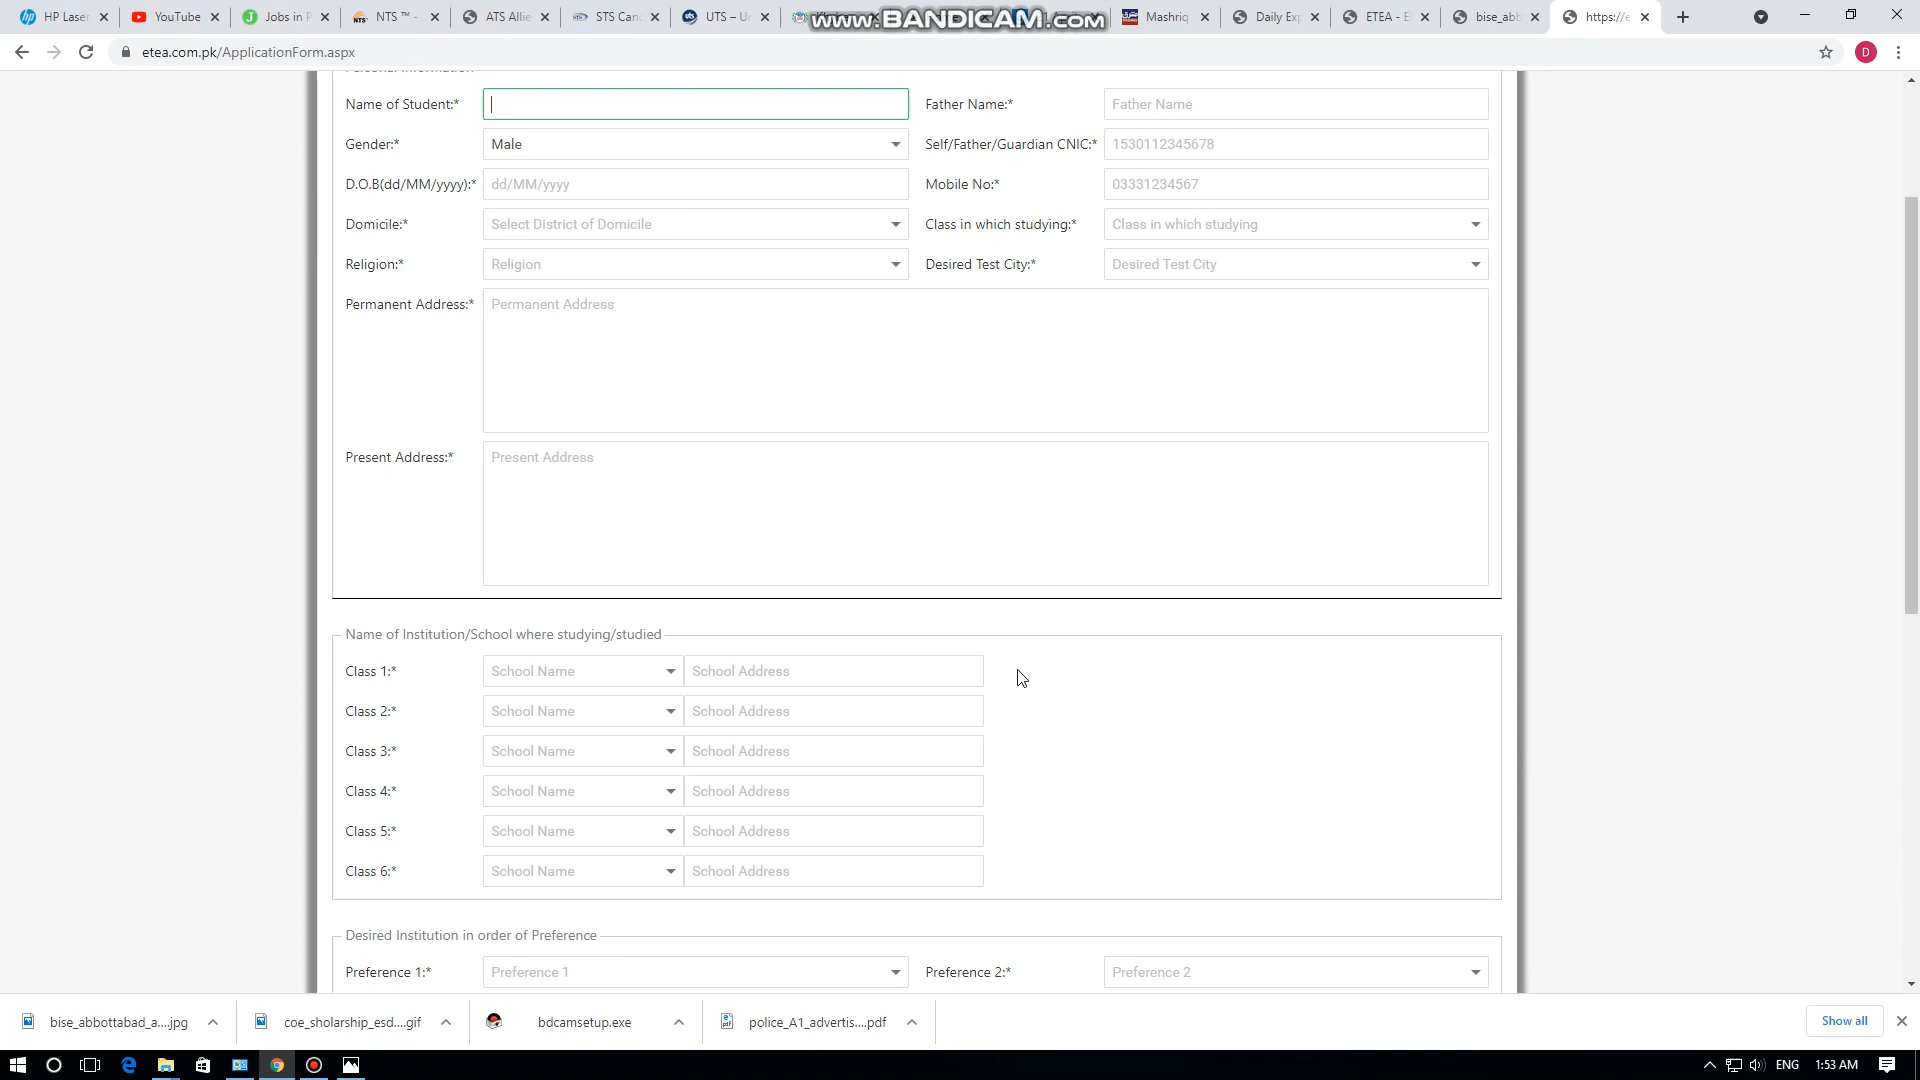 HP Laser
YouTube
Jobs in P
NTS ™ -
ATS Allie
STS Can
UTS – Ur
www.BANDICAM.com
Mashriq
Daily Exp
ETEA - E
bise_abb
https://e
etea.com.pk/ApplicationForm.aspx
D
Personal Information
Name of Student:*
Father Name:* Father Name
Gender:* Male
Self/Father/Guardian CNIC:* 1530112345678
D.O.B(dd/MM/yyyy):* dd/MM/yyyy
Mobile No:* 03331234567
Domicile:* Select District of Domicile
Class in which studying:* Class in which studying
Religion:* Religion
Desired Test City:* Desired Test City
Permanent Address:* Permanent Address
Present Address:* Present Address
Name of Institution/School where studying/studied
Class 1:* School Name School Address
Class 2:* School Name School Address
Class 3:* School Name School Address
Class 4:* School Name School Address
Class 5:* School Name School Address
Class 6:* School Name School Address
Desired Institution in order of Preference
Preference 1:* Preference 1
Preference 2:* Preference 2
bise_abbottabad_a....jpg
coe_sholarship_esd....gif
bdcamsetup.exe
police_A1_advertis....pdf
Show all
ENG
1:53 AM